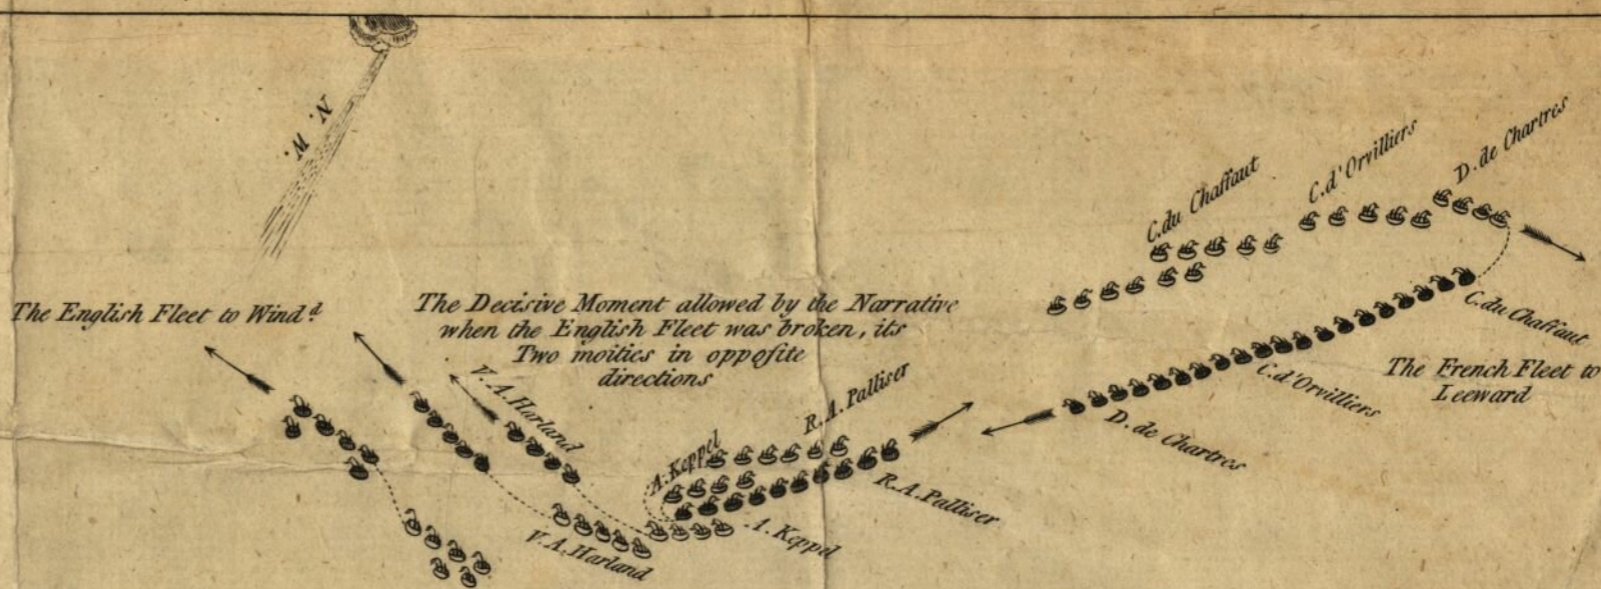 N. W.
The English Fleet to Wind.d
The Decisive Moment allowed by the Narrative
when the English Fleet was broken, its
Two moities in oppoſite
directions
V. A. Harland
V. A. Harland
A. Keppel
A. Keppel
R. A. Palliser
R. A. Palliser
C. du Chaffaut
C. d'Orvilliers
D. de Chartres
C. du Chaffaut
C. d'Orvilliers
D. de Chartres
The French Fleet to
Leeward